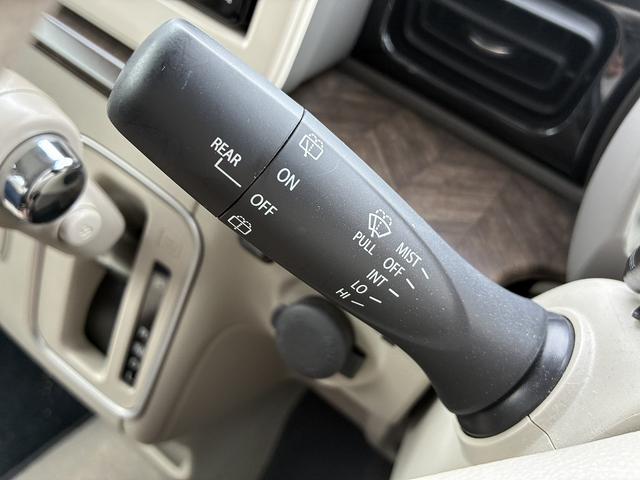 REAR
ON
OFF
PULL
MIST
OFF
INT
LO
HI